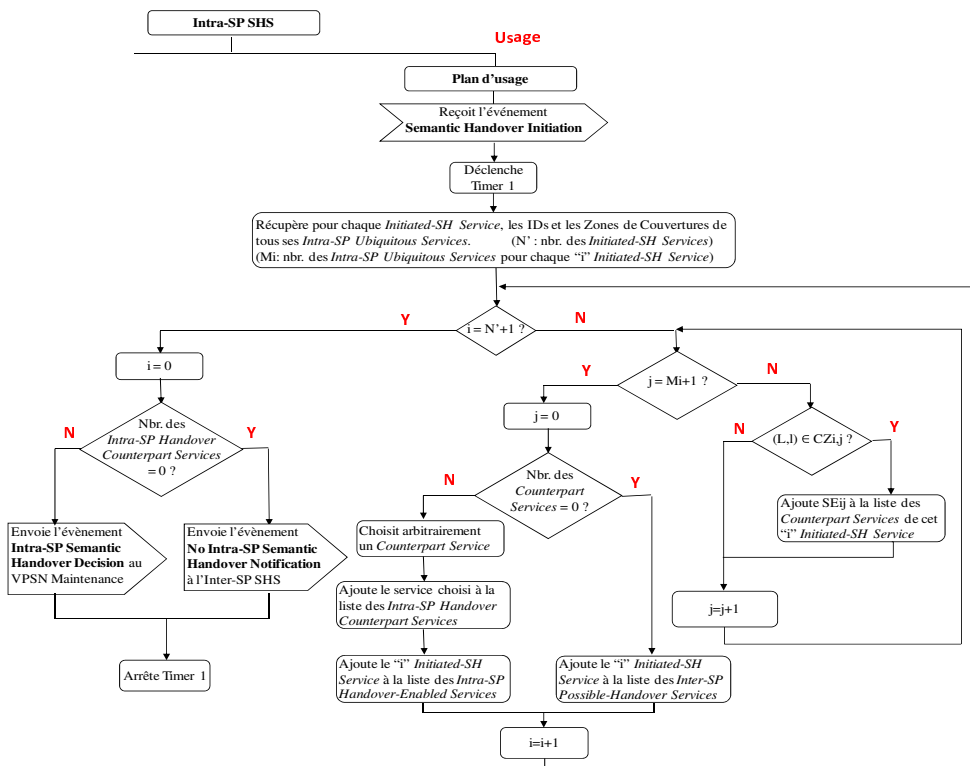 Intra-SP SHS
Usage
Plan d'usage
Reçoit l'événement
Semantic Handover Initiation
Déclenche
Timer 1
Récupère pour chaque Initiated-SH Service, les IDs et les Zones de Couvertures de
tous ses Intra-SP Ubiquitous Services. (N' : nbr. des Initiated-SH Services)
(Mi: nbr. des Intra-SP Ubiquitous Services pour chaque "i" Initiated-SH Service)
Y
i = N'+1 ?
N
i = 0
Y
j = Mi+1 ?
N
Nbr. des
Intra-SP Handover
Counterpart Services
= 0 ?
N
Y
j = 0
N
(L,l) ∈ CZi,j ?
Y
Nbr. des
Counterpart
Services = 0 ?
N
Y
Ajoute SEij à la liste des
Counterpart Services de cet
"i" Initiated-SH Service
Envoie l'évènement
Intra-SP Semantic
Handover Decision au
VPSN Maintenance
Envoie l'évènement
No Intra-SP Semantic
Handover Notification
à l'Inter-SP SHS
Choisit arbitrairement
un Counterpart Service
Ajoute le service choisi à la
liste des Intra-SP Handover
Counterpart Services
j=j+1
Arrête Timer 1
Ajoute le "i" Initiated-SH
Service à la liste des Intra-SP
Handover-Enabled Services
Ajoute le "i" Initiated-SH
Service à la liste des Inter-SP
Possible-Handover Services
i=i+1